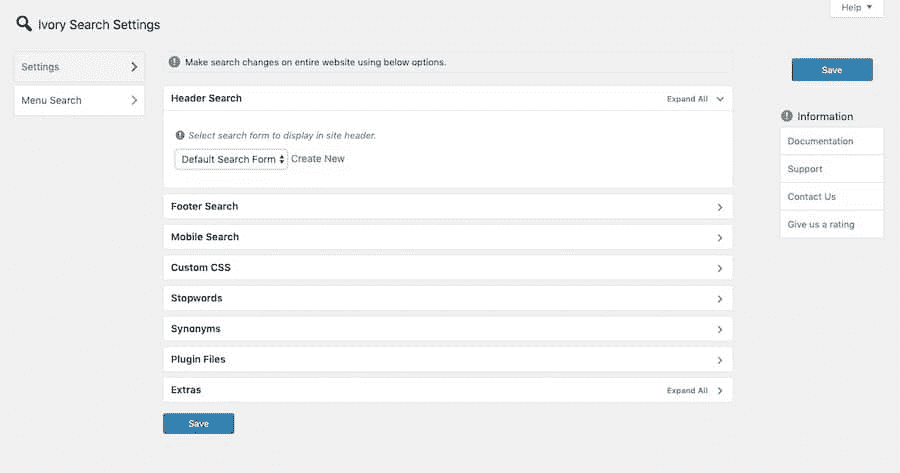 Help
Ivory Search Settings
Settings
Menu Search
Make search changes on entire website using below options.
Save
Header Search
Expand All
Select search form to display in site header.
Default Search Form
Create New
Footer Search
Mobile Search
Custom CSS
Stopwords
Synonyms
Plugin Files
Extras
Expand All
Save
Information
Documentation
Support
Contact Us
Give us a rating